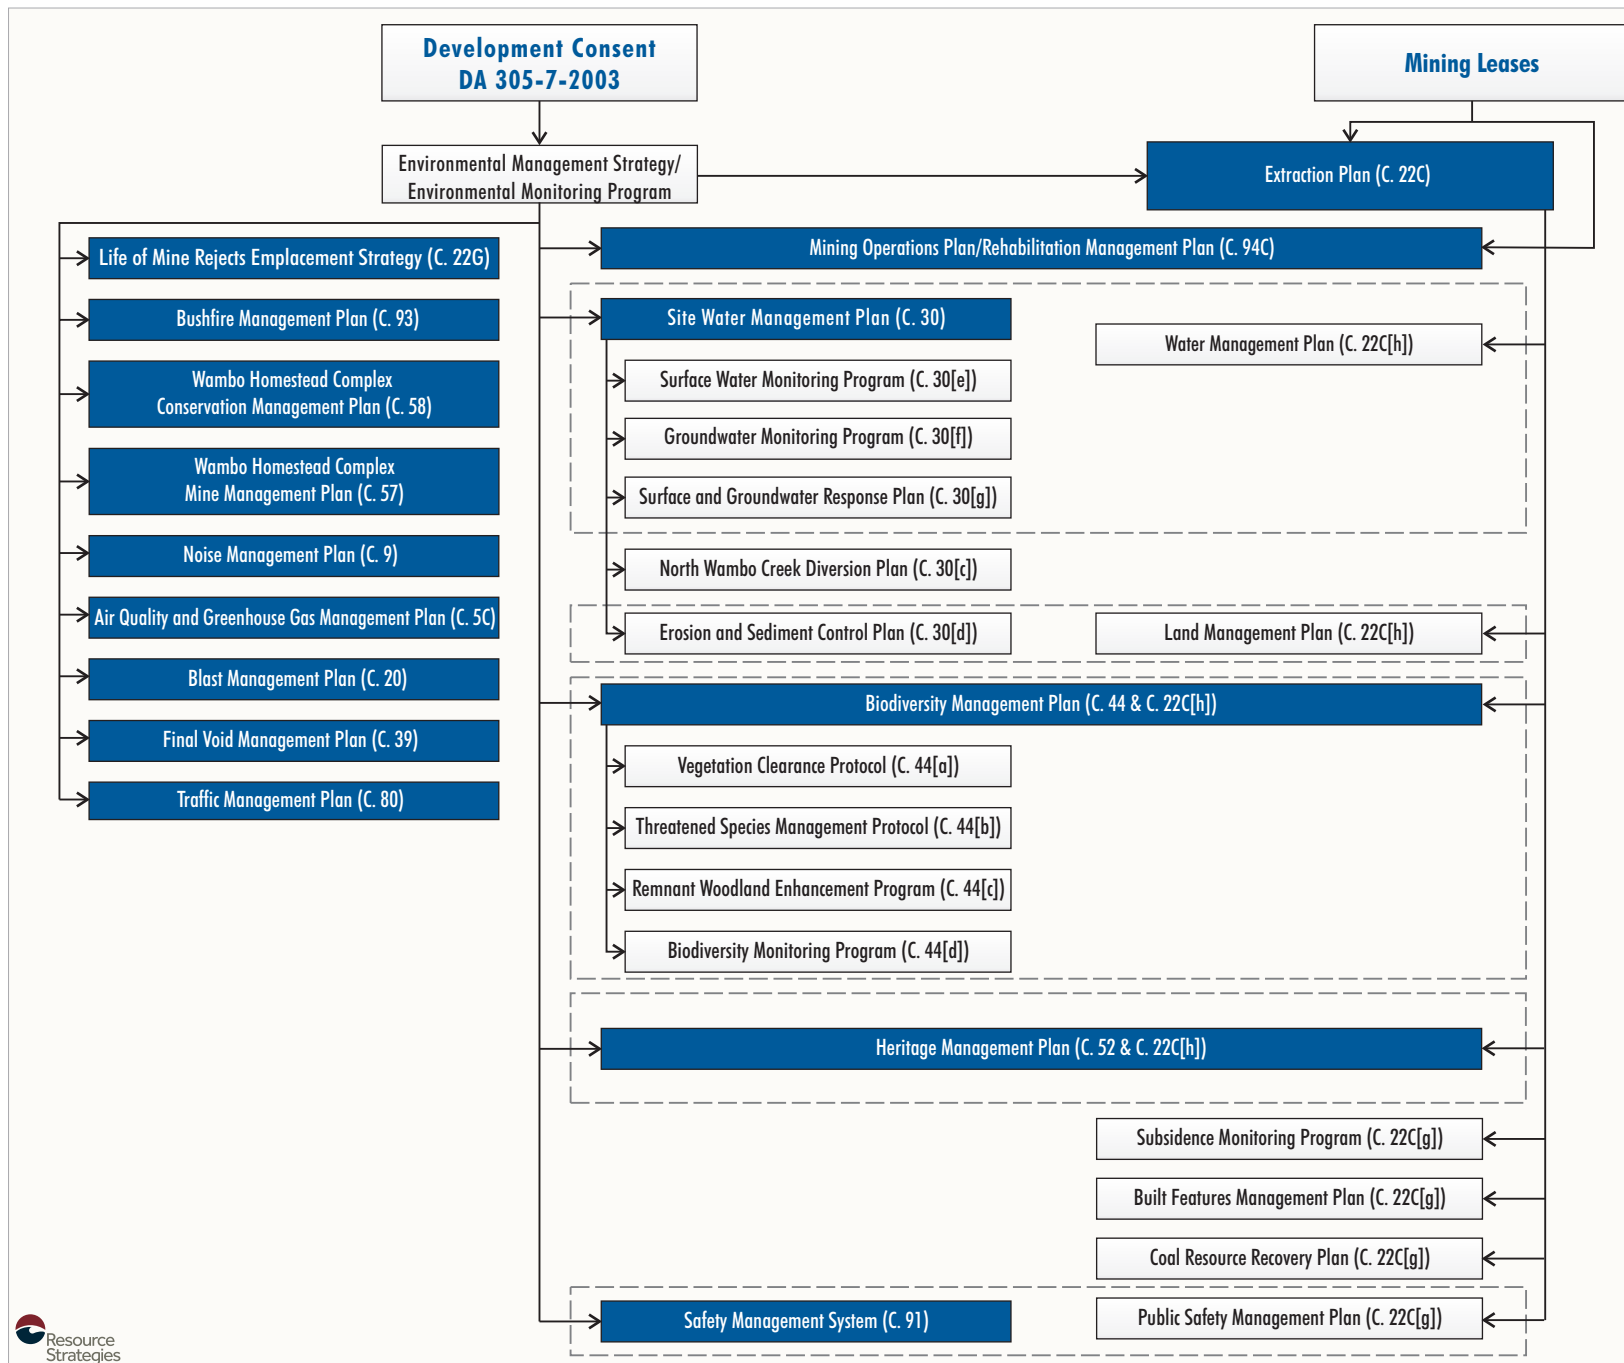 Development Consent
DA 305-7-2003
Mining Leases
Environmental Management Strategy/
Environmental Monitoring Program
Extraction Plan (C. 22C)
Life of Mine Rejects Emplacement Strategy (C. 22G)
Bushfire Management Plan (C. 93)
Wambo Homestead Complex
Conservation Management Plan (C. 58)
Wambo Homestead Complex
Mine Management Plan (C. 57)
Noise Management Plan (C. 9)
Air Quality and Greenhouse Gas Management Plan (C. 5C)
Blast Management Plan (C. 20)
Final Void Management Plan (C. 39)
Traffic Management Plan (C. 80)
Mining Operations Plan/Rehabilitation Management Plan (C. 94C)
Site Water Management Plan (C. 30)
Water Management Plan (C. 22C[h])
Surface Water Monitoring Program (C. 30[e])
Groundwater Monitoring Program (C. 30[f])
Surface and Groundwater Response Plan (C. 30[g])
North Wambo Creek Diversion Plan (C. 30[c])
Erosion and Sediment Control Plan (C. 30[d])
Land Management Plan (C. 22C[h])
Biodiversity Management Plan (C. 44 & C. 22C[h])
Vegetation Clearance Protocol (C. 44[a])
Threatened Species Management Protocol (C. 44[b])
Remnant Woodland Enhancement Program (C. 44[c])
Biodiversity Monitoring Program (C. 44[d])
Heritage Management Plan (C. 52 & C. 22C[h])
Subsidence Monitoring Program (C. 22C[g])
Built Features Management Plan (C. 22C[g])
Coal Resource Recovery Plan (C. 22C[g])
Safety Management System (C. 91)
Public Safety Management Plan (C. 22C[g])
Resource
Strategies